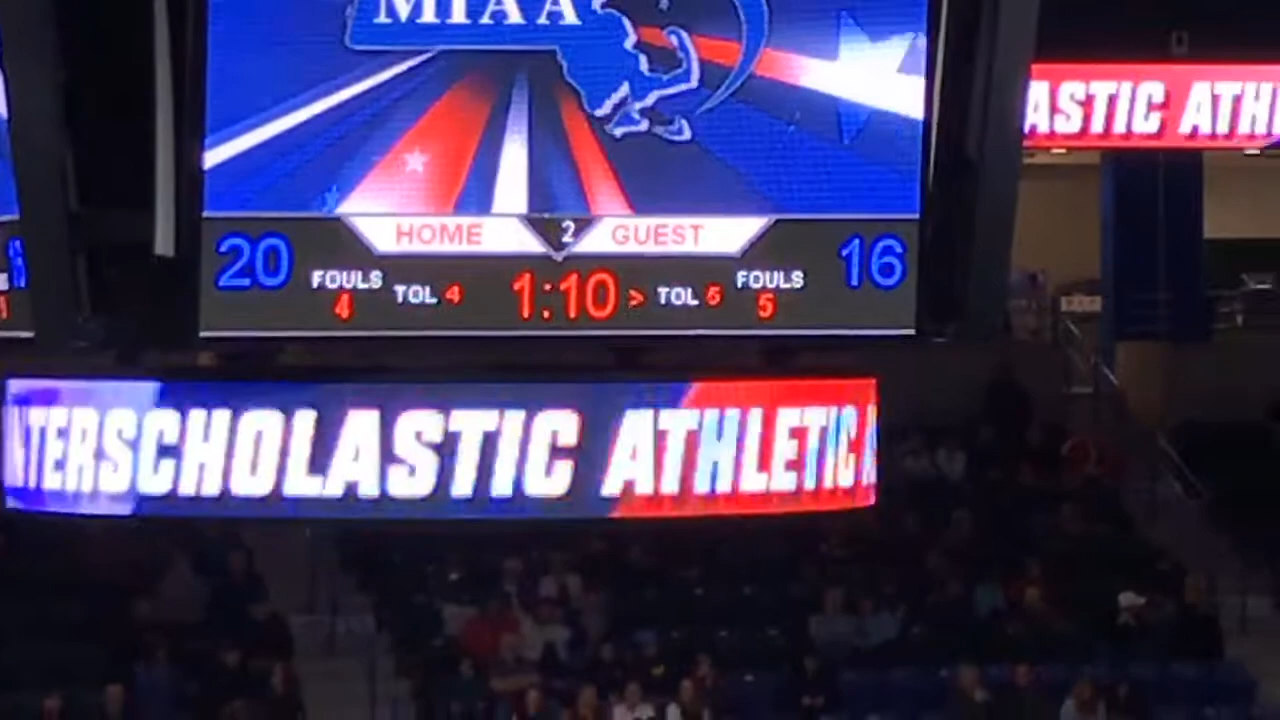 MIAA
ASTIC ATH
HOME 2 GUEST
20 FOULS 4 TOL 4 1:10 > TOL 5 FOULS 5 16
NTERSCHOLASTIC ATHLETIC